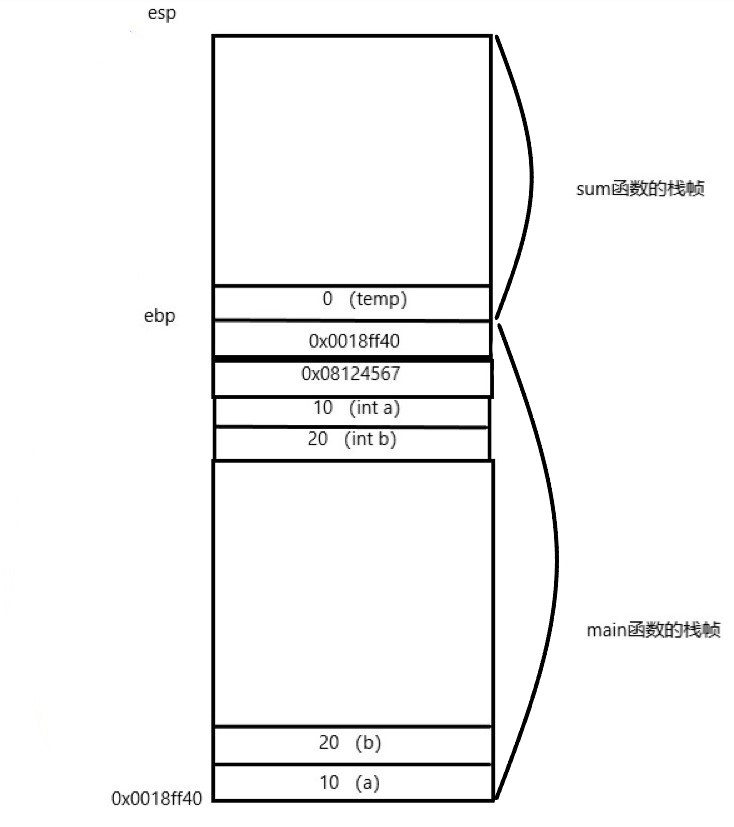 esp
sum函数的栈帧
0 (temp)
ebp
0x0018ff40
0x08124567
10 (int a)
20 (int b)
main函数的栈帧
20 (b)
10 (a)
0x0018ff40